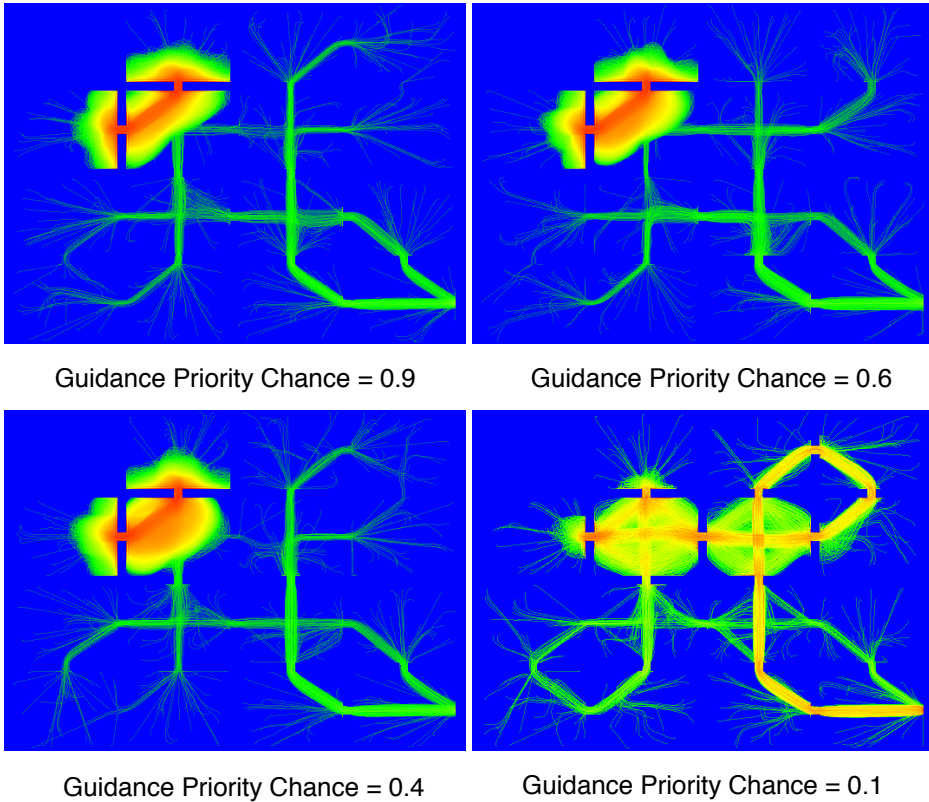 Guidance Priority Chance = 0.9
Guidance Priority Chance = 0.6
Guidance Priority Chance = 0.4
Guidance Priority Chance = 0.1